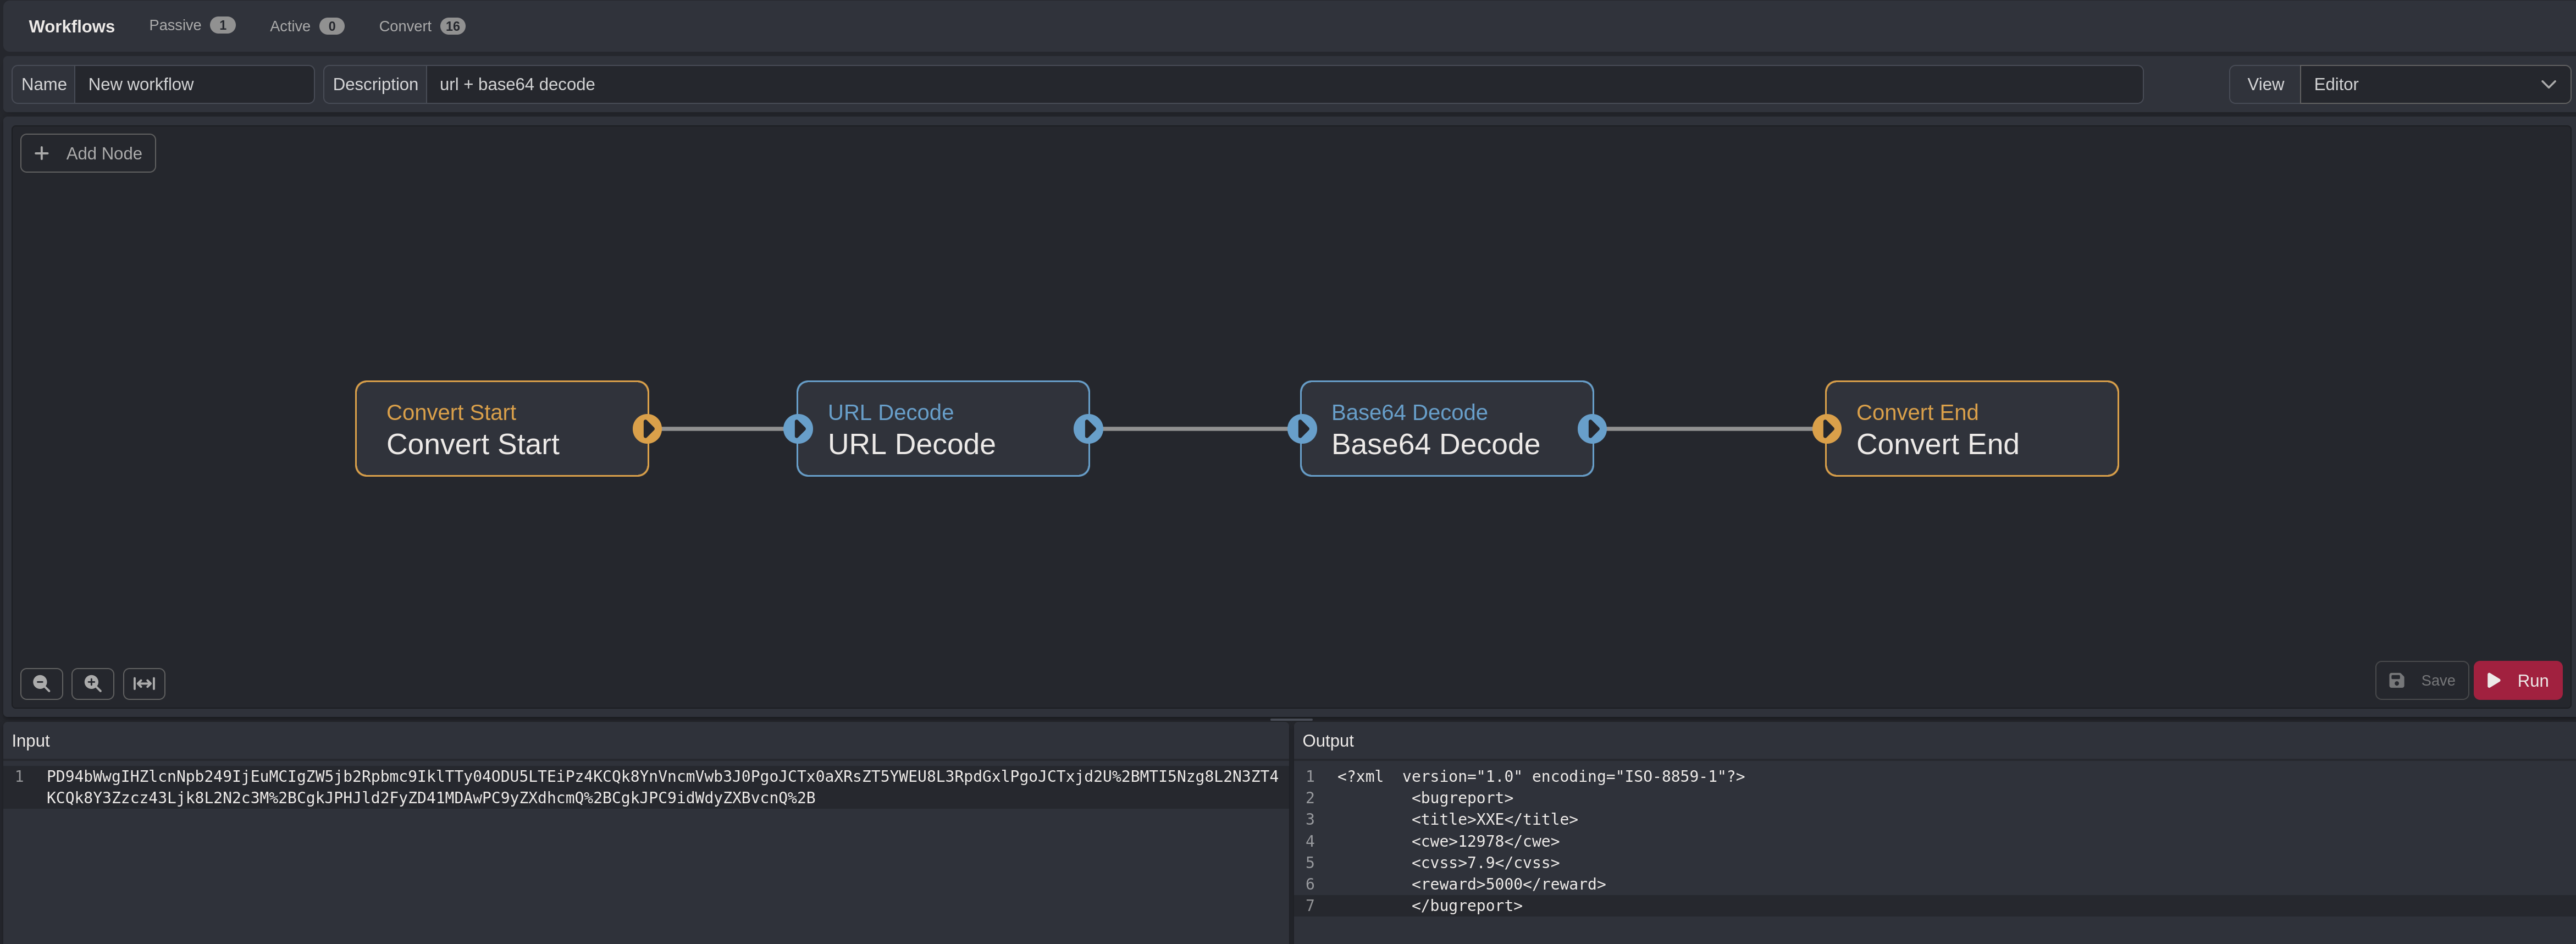 Workflows Passive 1 Active 0 Convert 16
Name New workflow Description url + base64 decode View Editor
Add Node
Convert Start
Convert Start
URL Decode
URL Decode
Base64 Decode
Base64 Decode
Convert End
Convert End
Save Run
Input
1 PD94bWwgIHZlcnNpb249IjEuMCIgZW5jb2Rpbmc9IklTTy04ODU5LTEiPz4KCQk8YnVncmVwb3J0PgoJCTx0aXRsZT5YWEU8L3RpdGxlPgoJCTxjd2U%2BMTI5Nzg8L2N3ZT4
KCQk8Y3Zzcz43Ljk8L2N2c3M%2BCgkJPHJld2FyZD41MDAwPC9yZXdhcmQ%2BCgkJPC9idWdyZXBvcnQ%2B
Output
1 <?xml  version="1.0" encoding="ISO-8859-1"?>
2 <bugreport>
3 <title>XXE</title>
4 <cwe>12978</cwe>
5 <cvss>7.9</cvss>
6 <reward>5000</reward>
7 </bugreport>